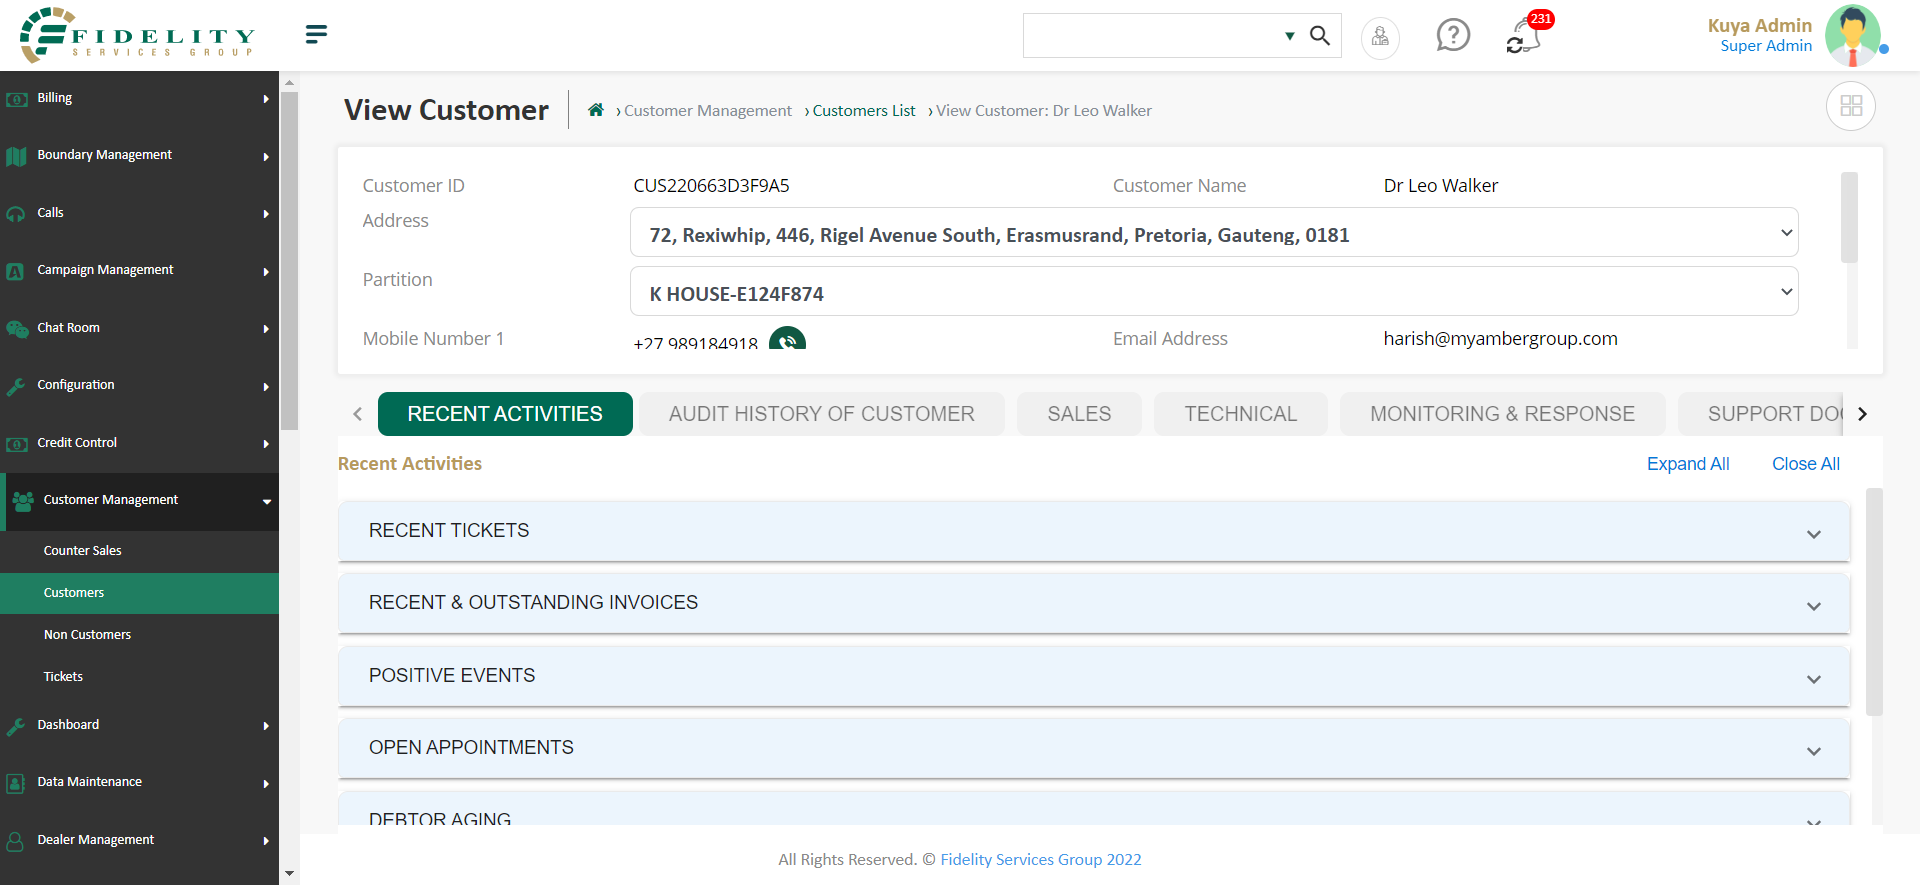 FIDELITY
SERVICES GROUP
231
Kuya Admin
Super Admin
Billing
Boundary Management
Calls
Campaign Management
Chat Room
Configuration
Credit Control
Customer Management
Counter Sales
Customers
Non Customers
Tickets
Dashboard
Data Maintenance
Dealer Management
View Customer
› Customer Management › Customers List › View Customer: Dr Leo Walker
Customer ID CUS220663D3F9A5 Customer Name Dr Leo Walker
Address 72, Rexiwhip, 446, Rigel Avenue South, Erasmusrand, Pretoria, Gauteng, 0181
Partition K HOUSE-E124F874
Mobile Number 1 +27 989184918 Email Address harish@myambergroup.com
RECENT ACTIVITIES AUDIT HISTORY OF CUSTOMER SALES TECHNICAL MONITORING & RESPONSE SUPPORT DOC
Recent Activities Expand All Close All
RECENT TICKETS
RECENT & OUTSTANDING INVOICES
POSITIVE EVENTS
OPEN APPOINTMENTS
DEBTOR AGING
All Rights Reserved. © Fidelity Services Group 2022